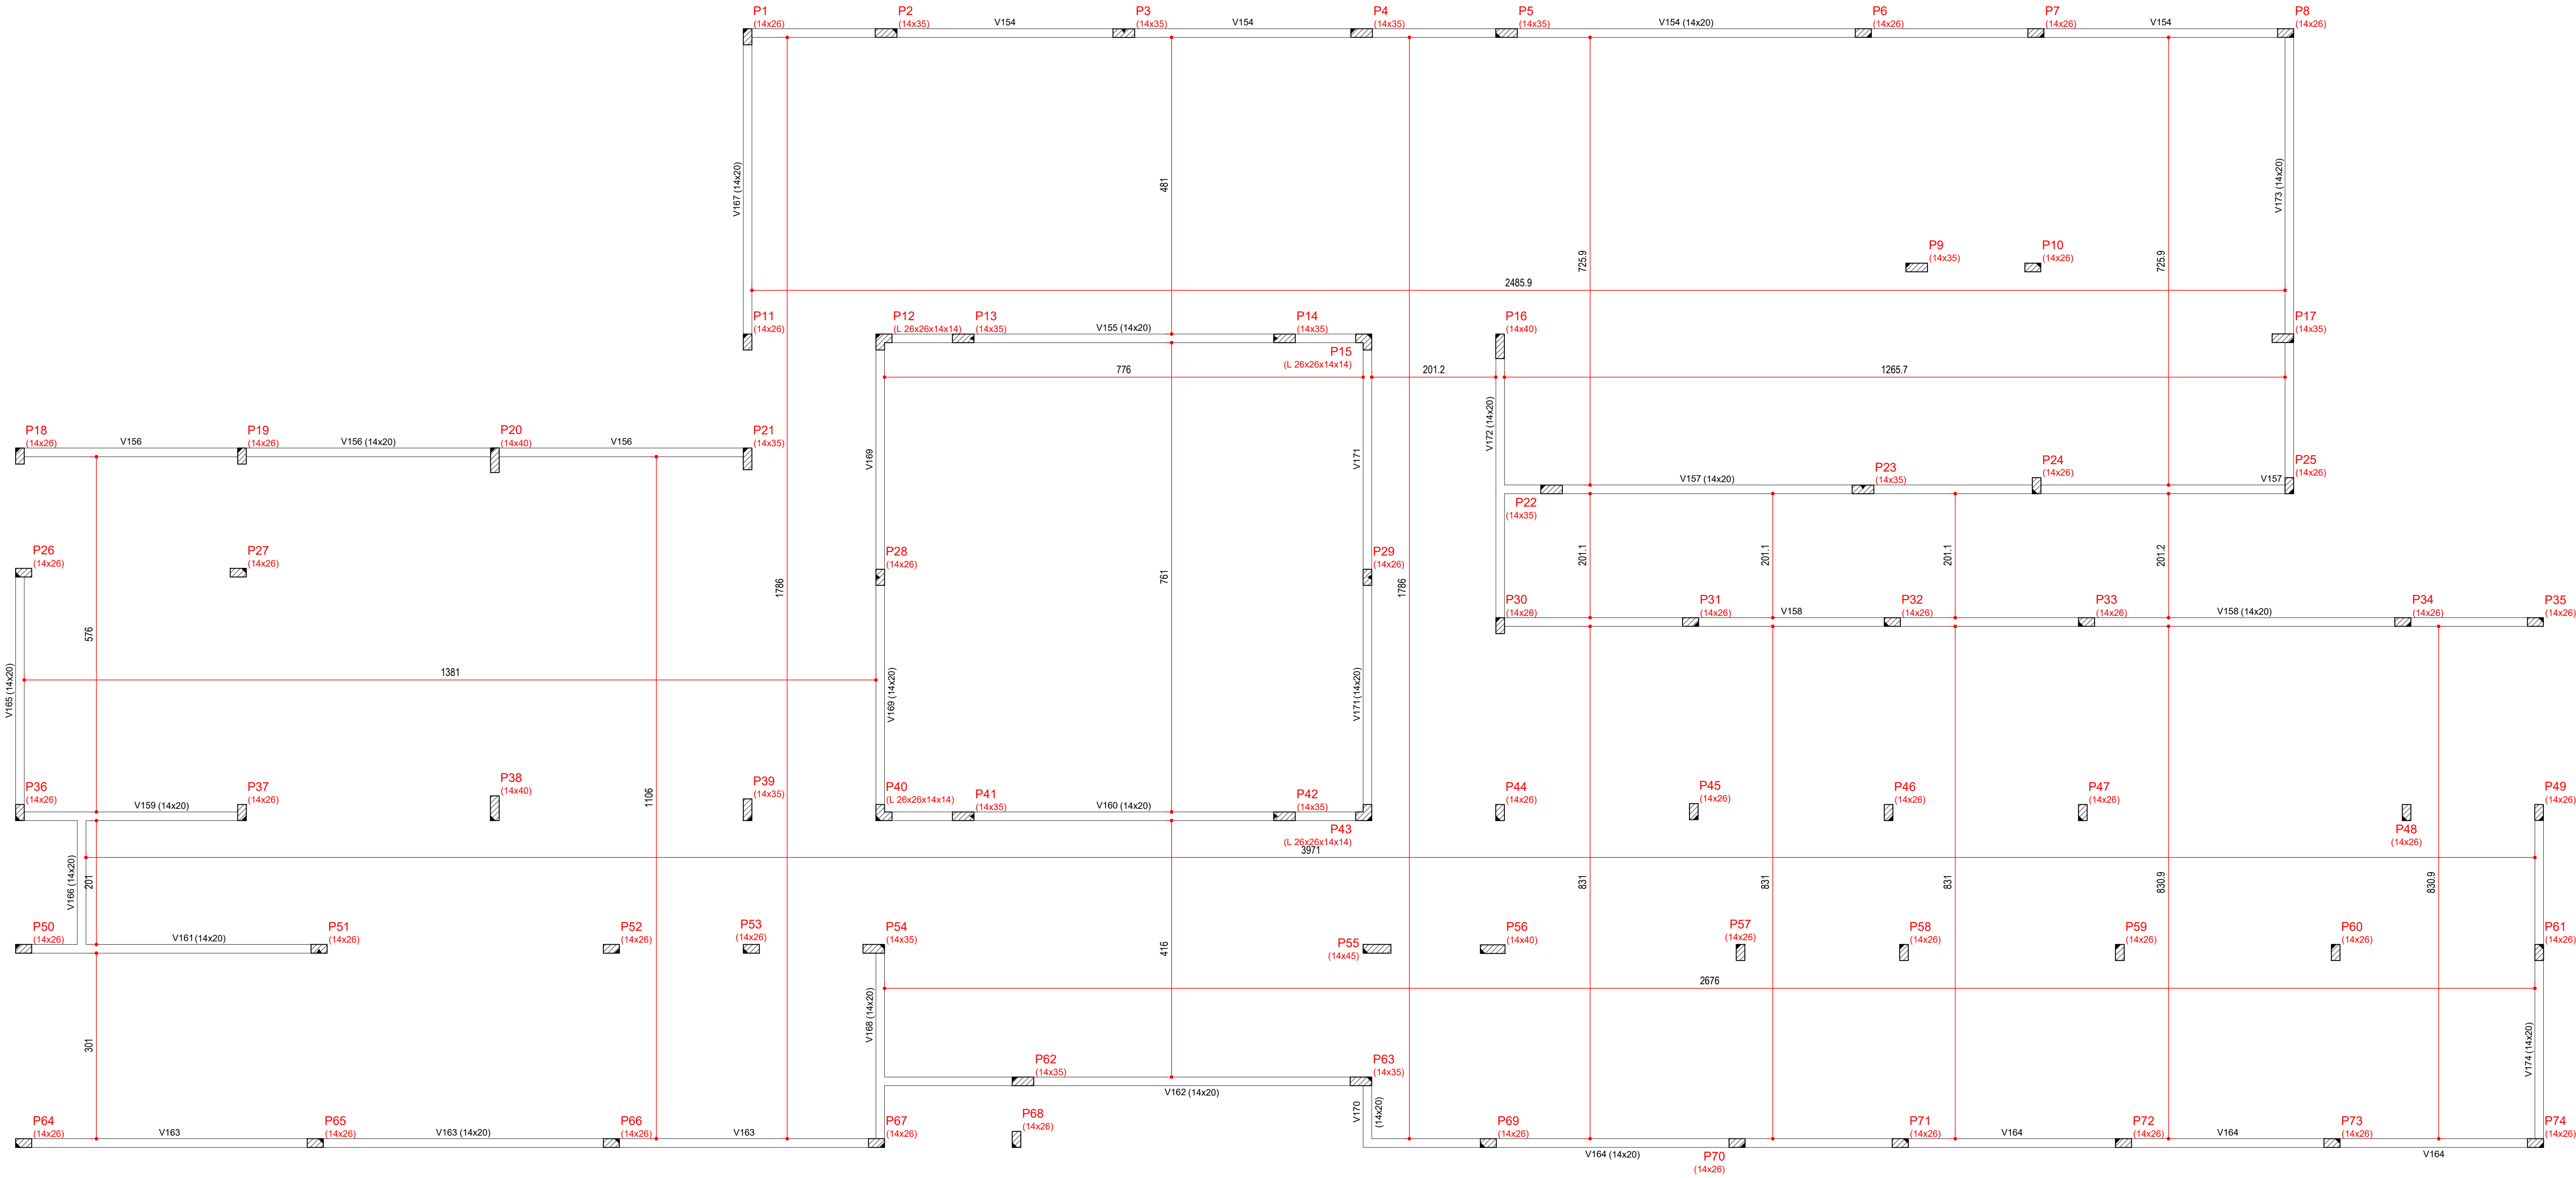 P1
(14x26)
P2
(14x35)
V154
P3
(14x35)
V154
P4
(14x35)
P5
(14x35)
V154 (14x20)
P6
(14x26)
P7
(14x26)
V154
P8
(14x26)
V167 (14x20)
481
V173 (14x20)
725.9
725.9
P9
(14x35)
P10
(14x26)
2485.9
P11
(14x26)
P12
(L 26x26x14x14)
P13
(14x35)
V155 (14x20)
P14
(14x35)
P15
(L 26x26x14x14)
P16
(14x40)
P17
(14x35)
776
201.2
1265.7
P18
(14x26)
V156
P19
(14x26)
V156 (14x20)
P20
(14x40)
V156
P21
(14x35)
V169
V171
V172 (14x20)
P22
(14x35)
V157 (14x20)
P23
(14x35)
P24
(14x26)
V157
P25
(14x26)
P26
(14x26)
P27
(14x26)
P28
(14x26)
P29
(14x26)
576
1786
761
1786
201.1
201.1
201.1
201.2
P30
(14x26)
P31
(14x26)
V158
P32
(14x26)
P33
(14x26)
V158 (14x20)
P34
(14x26)
P35
(14x26)
V165 (14x20)
1381
V169 (14x20)
V171 (14x20)
P36
(14x26)
V159 (14x20)
P37
(14x26)
P38
(14x40)
1106
P39
(14x35)
P40
(L 26x26x14x14)
P41
(14x35)
V160 (14x20)
P42
(14x35)
P43
(L 26x26x14x14)
P44
(14x26)
P45
(14x26)
P46
(14x26)
P47
(14x26)
P48
(14x26)
P49
(14x26)
3971
V166 (14x20)
201
831
831
831
830.9
830.9
P50
(14x26)
V161 (14x20)
P51
(14x26)
P52
(14x26)
P53
(14x26)
P54
(14x35)
416
P55
(14x45)
P56
(14x40)
P57
(14x26)
P58
(14x26)
P59
(14x26)
P60
(14x26)
P61
(14x26)
2676
301
V168 (14x20)
V174 (14x20)
P62
(14x35)
V162 (14x20)
P63
(14x35)
V170
(14x20)
P64
(14x26)
V163
P65
(14x26)
V163 (14x20)
P66
(14x26)
V163
P67
(14x26)
P68
(14x26)
P69
(14x26)
V164 (14x20)
P70
(14x26)
P71
(14x26)
V164
P72
(14x26)
V164
P73
(14x26)
V164
P74
(14x26)